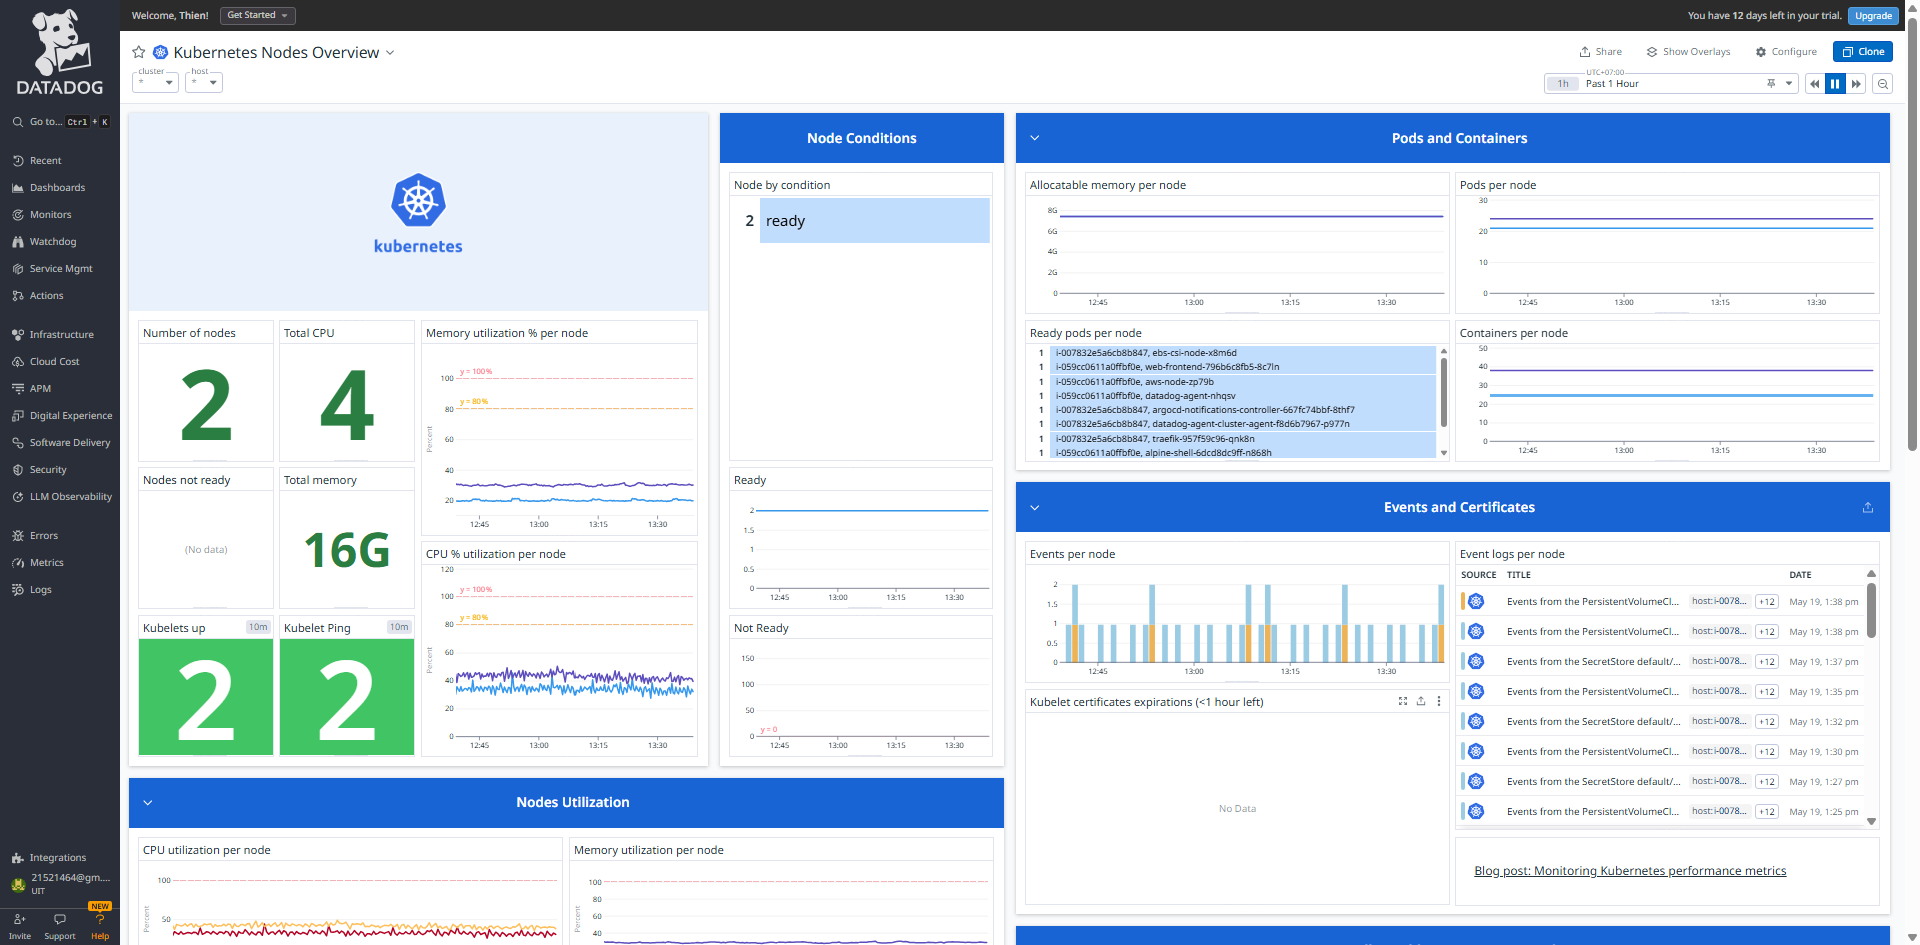 DATADOG
Go to... Ctrl + K
Recent
Dashboards
Monitors
Watchdog
Service Mgmt
Actions
Infrastructure
Cloud Cost
APM
Digital Experience
Software Delivery
Security
LLM Observability
Errors
Metrics
Logs
Integrations
21521464@gm....
UIT
NEW
Invite Support Help
Welcome, Thien! Get Started
You have 12 days left in your trial. Upgrade
Kubernetes Nodes Overview
Share Show Overlays Configure Clone
cluster
*
host
*
UTC+07:00
1h Past 1 Hour
kubernetes
Number of nodes
2
Total CPU
4
Nodes not ready
(No data)
Total memory
16G
Kubelets up 10m
2
Kubelet Ping 10m
2
Memory utilization % per node
y = 100%
100
y = 80%
80
60
40
20
Percent
12:45 13:00 13:15 13:30
CPU % utilization per node
120
y = 100%
100
y = 80%
80
60
40
20
0
Percent
12:45 13:00 13:15 13:30
Node Conditions
Node by condition
2 ready
Ready
2
1.5
1
0.5
0
12:45 13:00 13:15 13:30
Not Ready
150
100
50
y = 0
0
12:45 13:00 13:15 13:30
Nodes Utilization
CPU utilization per node
100
50
Percent
Memory utilization per node
100
80
60
40
Percent
Pods and Containers
Allocatable memory per node
8G
6G
4G
2G
0
12:45 13:00 13:15 13:30
Pods per node
30
20
10
0
12:45 13:00 13:15 13:30
Ready pods per node
1 i-007832e5a6cb8b847, ebs-csi-node-x8m6d
1 i-059cc0611a0ffbf0e, web-frontend-796b6c8fb5-8c7ln
1 i-059cc0611a0ffbf0e, aws-node-zp79b
1 i-059cc0611a0ffbf0e, datadog-agent-nhqsv
1 i-007832e5a6cb8b847, argocd-notifications-controller-667fc74bbf-8thf7
1 i-007832e5a6cb8b847, datadog-agent-cluster-agent-f8d6b7967-p977n
1 i-007832e5a6cb8b847, traefik-957f59c96-qnk8n
1 i-059cc0611a0ffbf0e, alpine-shell-6dcd8dc9ff-n868h
Containers per node
50
40
30
20
10
0
12:45 13:00 13:15 13:30
Events and Certificates
Events per node
2
1.5
1
0.5
0
12:45 13:00 13:15 13:30
Kubelet certificates expirations (<1 hour left)
No Data
Event logs per node
SOURCE TITLE DATE
Events from the PersistentVolumeCl... host:i-0078... +12 May 19, 1:38 pm
Events from the PersistentVolumeCl... host:i-0078... +12 May 19, 1:38 pm
Events from the SecretStore default/... host:i-0078... +12 May 19, 1:37 pm
Events from the PersistentVolumeCl... host:i-0078... +12 May 19, 1:35 pm
Events from the SecretStore default/... host:i-0078... +12 May 19, 1:32 pm
Events from the PersistentVolumeCl... host:i-0078... +12 May 19, 1:30 pm
Events from the SecretStore default/... host:i-0078... +12 May 19, 1:27 pm
Events from the PersistentVolumeCl... host:i-0078... +12 May 19, 1:25 pm
Blog post: Monitoring Kubernetes performance metrics